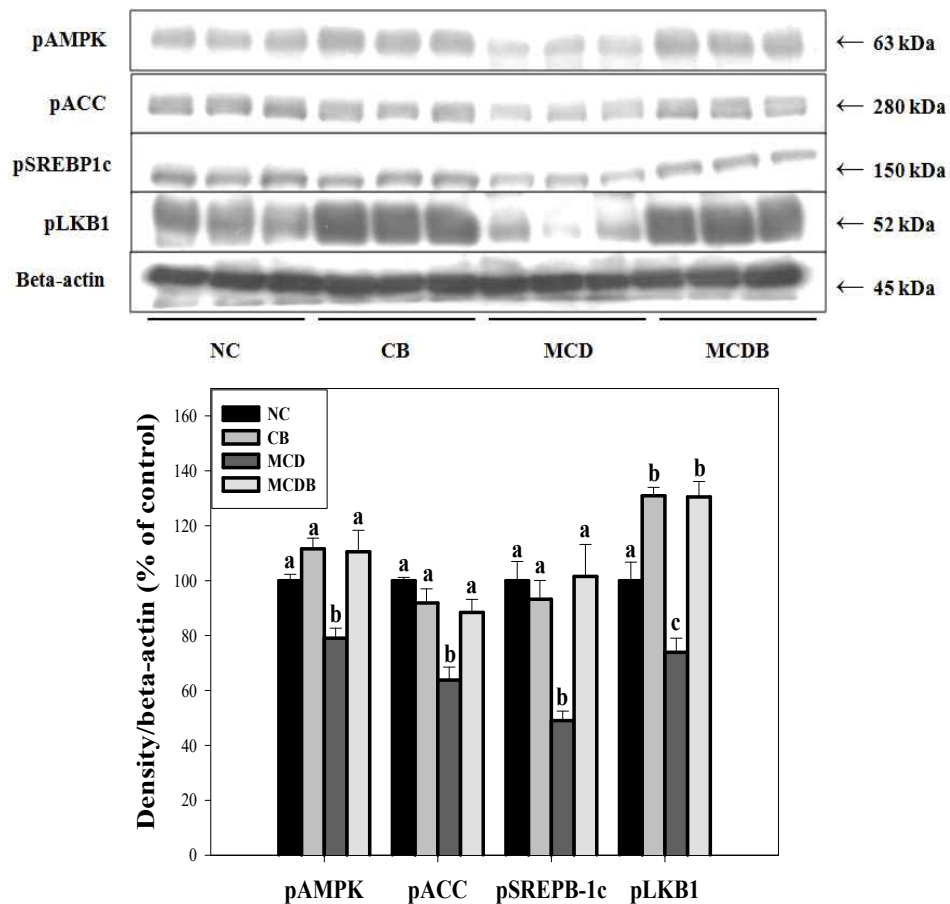 pAMPK ← 63 kDa
pACC ← 280 kDa
pSREBP1c ← 150 kDa
pLKB1 ← 52 kDa
Beta-actin ← 45 kDa
NC CB MCD MCDB
Density/beta-actin (% of control)
NC
CB
MCD
MCDB
160
140
120
100
80
60
40
20
0
a a b a
a a b a
a a b a
a b c b
pAMPK pACC pSREPB-1c pLKB1